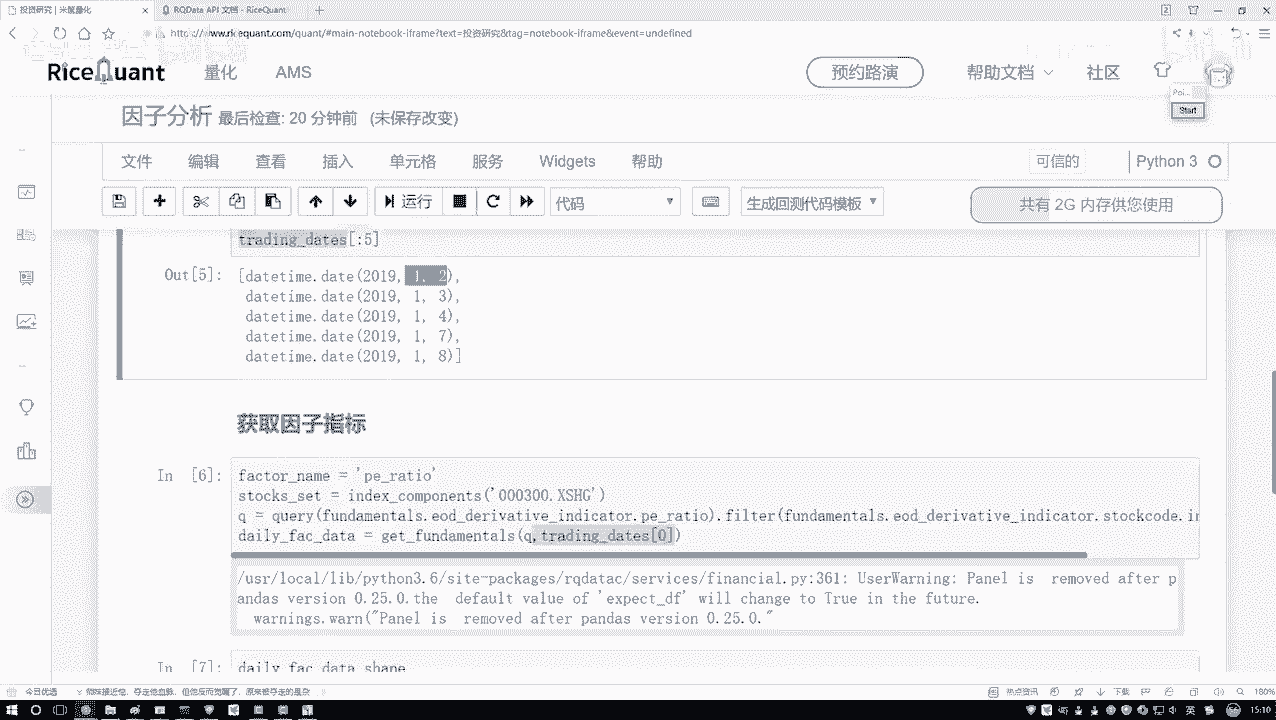 投资研究 | 米筐量化
RQData API 文档 - RiceQuant
http://www.ricequant.com/quant/#main-notebook-iframe?text=投资研究&tag=notebook-iframe&event=undefined
RiceQuant 量化 AMS 预约路演 帮助文档 社区
Start
因子分析 最后检查: 20 分钟前 (未保存改变)
文件 编辑 查看 插入 单元格 服务 Widgets 帮助 可信的 Python 3
运行 代码 生成回测代码模板 共有 2G 内存供您使用
trading_dates[:5]
Out[5]: [datetime.date(2019, 1, 2),
datetime.date(2019, 1, 3),
datetime.date(2019, 1, 4),
datetime.date(2019, 1, 7),
datetime.date(2019, 1, 8)]
获取因子指标
In [6]: factor_name = 'pe_ratio'
stocks_set = index_components('000300.XSHG')
q = query(fundamentals.eod_derivative_indicator.pe_ratio).filter(fundamentals.eod_derivative_indicator.stockcode.in
daily_fac_data = get_fundamentals(q,trading_dates[0])
/usr/local/lib/python3.6/site-packages/rqdatac/services/financial.py:361: UserWarning: Panel is removed after p
andas version 0.25.0.the default value of 'expect_df' will change to True in the future.
warnings.warn("Panel is removed after pandas version 0.25.0."
In [7]: daily_fac_data.shape
今日优选
热点资讯 下载 180%
英 15:10